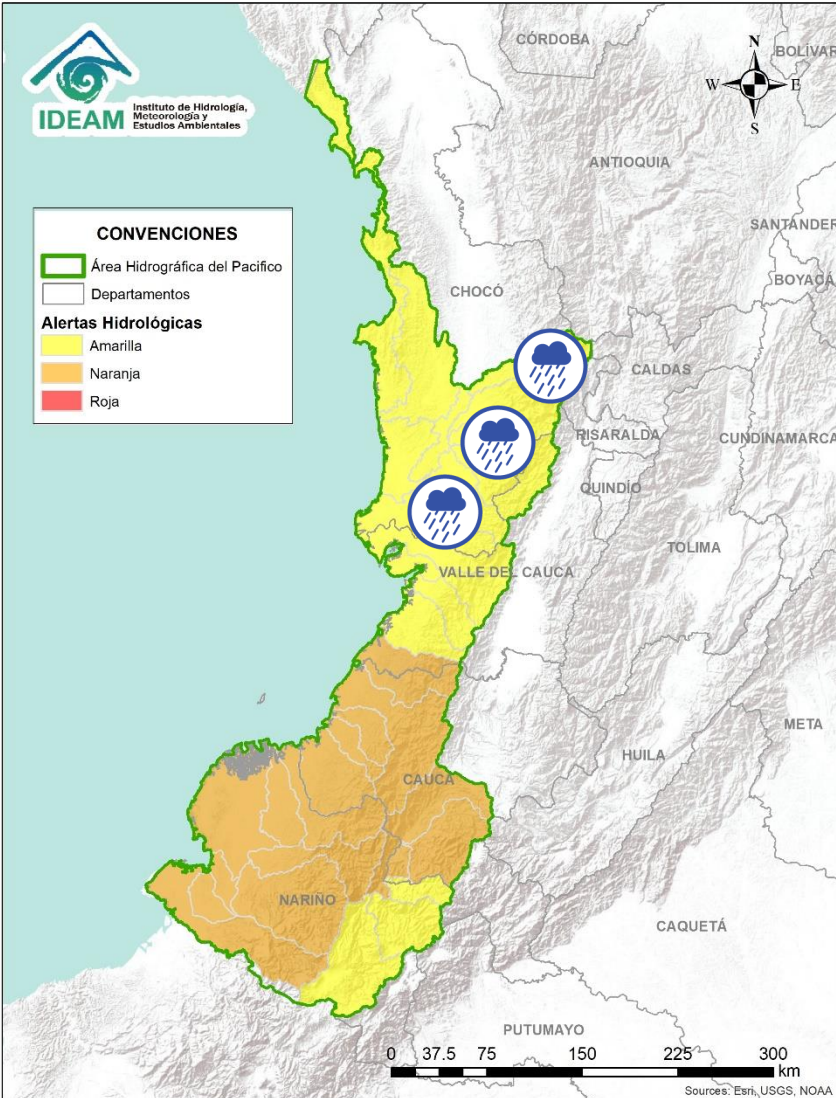 IDEAM
Instituto de Hidrología,
Meteorología y
Estudios Ambientales
CÓRDOBA
BOLÍVAR
N
W
E
S
ANTIOQUIA
SANTANDER
BOYACÁ
CONVENCIONES
Área Hidrográfica del Pacifico
Departamentos
Alertas Hidrológicas
Amarilla
Naranja
Roja
CHOCÓ
CALDAS
RISARALDA
CUNDINAMARCA
QUINDÍO
TOLIMA
VALLE DEL CAUCA
META
HUILA
CAUCA
NARIÑO
CAQUETÁ
PUTUMAYO
0 37.5 75 150 225 300
km
Sources: Esri, USGS, NOAA